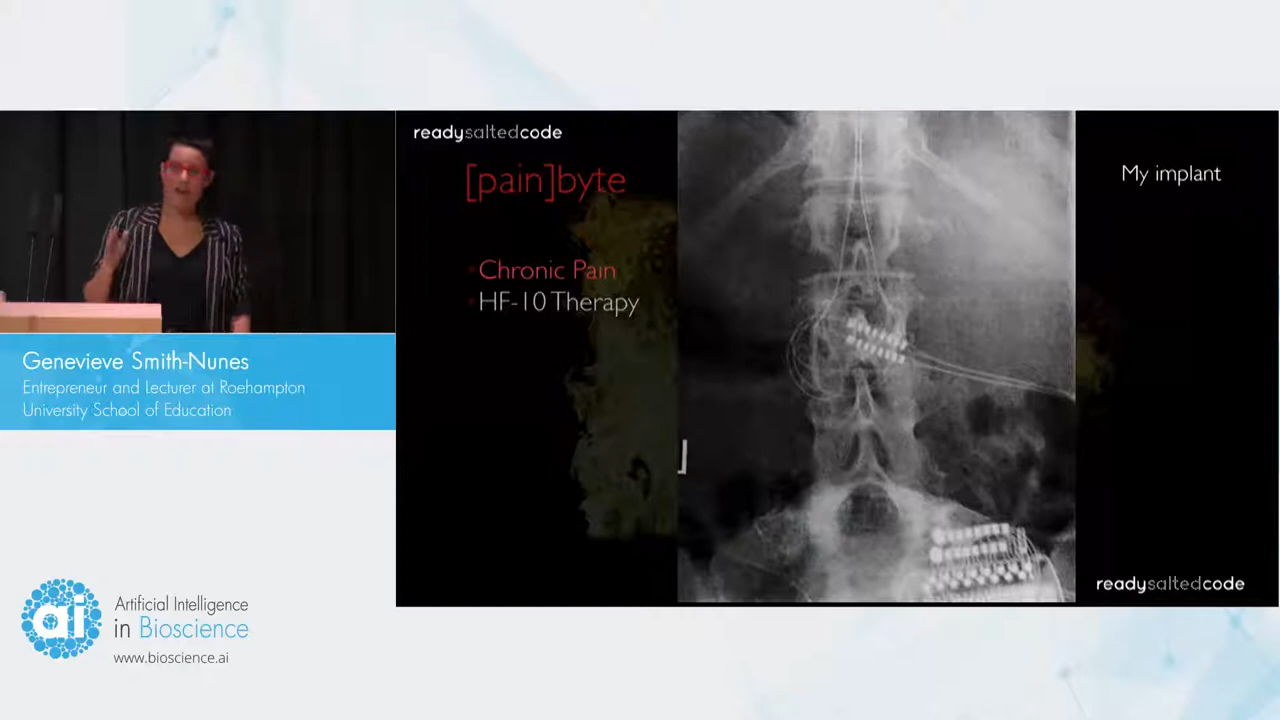 readysaltedcode
[pain]byte
Chronic Pain
HF-10 Therapy
My implant
readysaltedcode
Genevieve Smith-Nunes
Entrepreneur and Lecturer at Roehampton
University School of Education
ai
Artificial Intelligence
in Bioscience
www.bioscience.ai